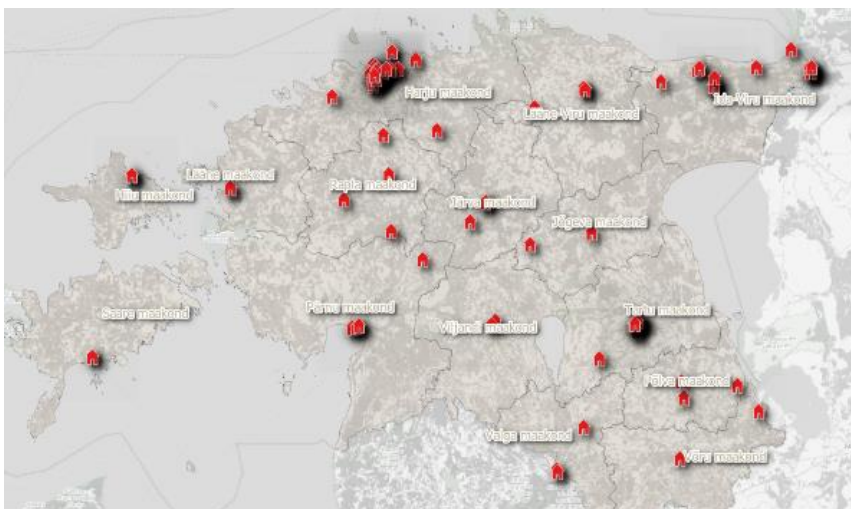 Harju maakond
Ida-Viru maakond
Lääne-Viru maakond
Lääne maakond
Rapla maakond
Hiiu maakond
Järva maakond
Jõgeva maakond
Saare maakond
Pärnu maakond
Tartu maakond
Viljandi maakond
Põlva maakond
Valga maakond
Võru maakond